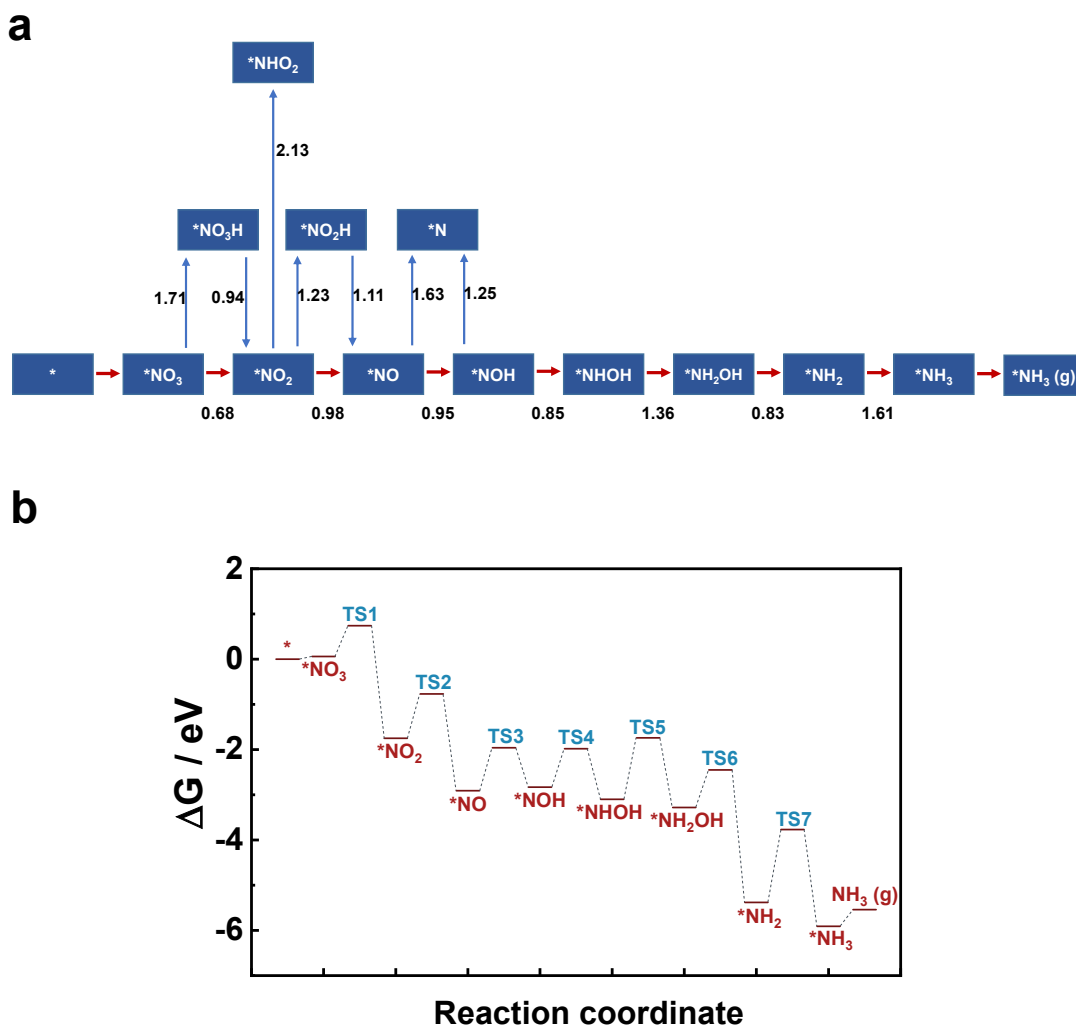 a
*NHO₂
2.13
*NO₃H
*NO₂H
*N
1.71
0.94
1.23
1.11
1.63
1.25
*
*NO₃
*NO₂
*NO
*NOH
*NHOH
*NH₂OH
*NH₂
*NH₃
*NH₃ (g)
0.68
0.98
0.95
0.85
1.36
0.83
1.61
b
ΔG / eV
2
0
-2
-4
-6
*
*NO₃
TS1
*NO₂
TS2
*NO
TS3
*NOH
TS4
*NHOH
TS5
*NH₂OH
TS6
*NH₂
TS7
*NH₃
NH₃ (g)
Reaction coordinate